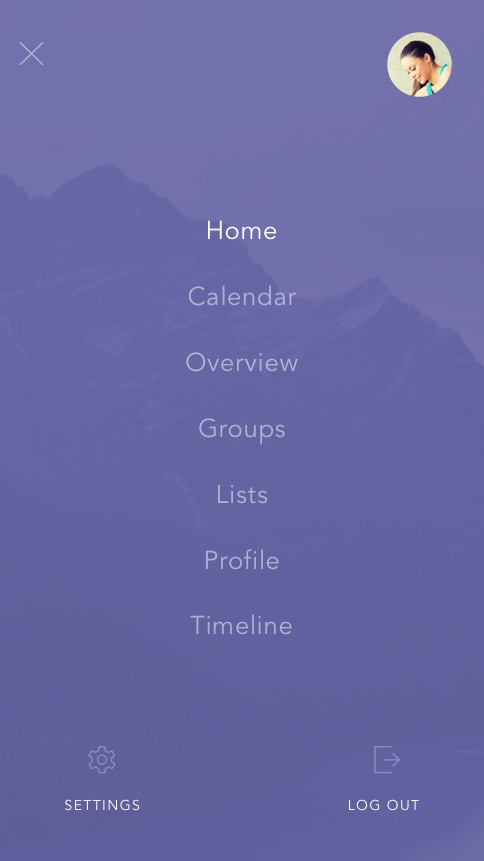 Home
Calendar
Overview
Groups
Lists
Profile
Timeline
SETTINGS
LOG OUT